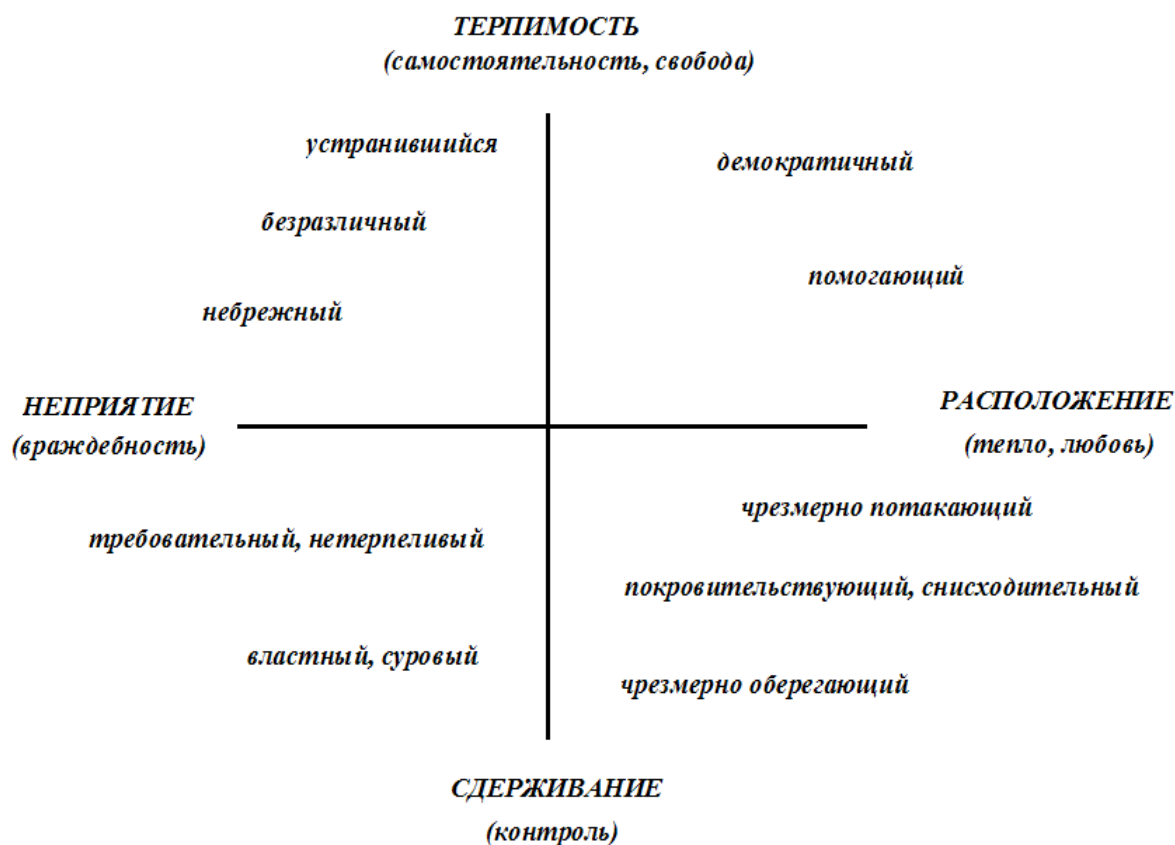 ТЕРПИМОСТЬ
(самостоятельность, свобода)
устранившийся
демократичный
безразличный
помогающий
небрежный
НЕПРИЯТИЕ
(враждебность)
РАСПОЛОЖЕНИЕ
(тепло, любовь)
чрезмерно потакающий
требовательный, нетерпеливый
покровительствующий, снисходительный
властный, суровый
чрезмерно оберегающий
СДЕРЖИВАНИЕ
(контроль)